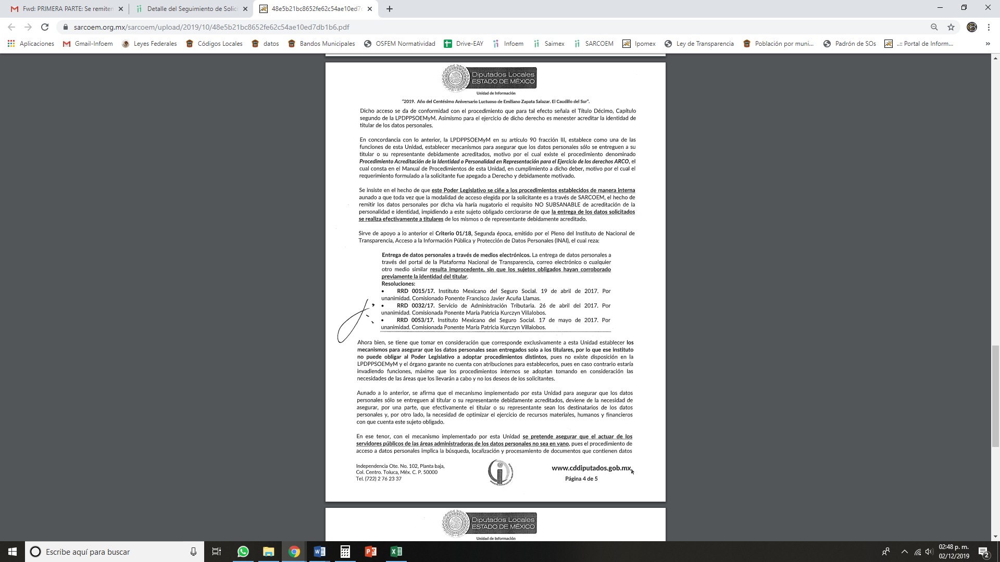 Fwd: PRIMERA PARTE: Se remiten
Detalle del Seguimiento de Solici
48e5b21bc8652fe62c54ae10ed7c
sarcoem.org.mx/sarcoem/upload/2019/10/48e5b21bc8652fe62c54ae10ed7db1b6.pdf
Aplicaciones Gmail-Infoem Leyes Federales Códigos Locales datos Bandos Municipales OSFEM Normatividad Drive-EAY Infoem Saimex SARCOEM Ipomex Ley de Transparencia Población por muni... Padrón de SOs ..:: Portal de Inform... »
Diputados Locales
ESTADO DE MÉXICO
Unidad de Información
"2019. Año del Centésimo Aniversario Luctuoso de Emiliano Zapata Salazar. El Caudillo del Sur".
Dicho acceso se da de conformidad con el procedimiento que para tal efecto señala el Título Décimo, Capítulo
segundo de la LPDPPSOEMyM. Asimismo para el ejercicio de dicho derecho es menester acreditar la identidad de
titular de los datos personales.
En concordancia con lo anterior, la LPDPPSOEMyM en su artículo 90 fracción III, establece como una de las
funciones de esta Unidad, establecer mecanismos para asegurar que los datos personales sólo se entreguen a su
titular o su representante debidamente acreditados, motivo por el cual existe el procedimiento denominado
Procedimiento Acreditación de la Identidad o Personalidad en Representación para el Ejercicio de los derechos ARCO, el
cual consta en el Manual de Procedimientos de esta Unidad, en cumplimiento a dicho deber, motivo por el cual el
requerimiento formulado a la solicitante fue apegado a Derecho y debidamente motivado.
Se insiste en el hecho de que este Poder Legislativo se ciñe a los procedimientos establecidos de manera interna
aunado a que toda vez que la modalidad de acceso elegida por la solicitante es a través de SARCOEM, el hecho de
remitir los datos personales por dicha vía haría nugatorio el requisito NO SUBSANABLE de acreditación de la
personalidad e identidad, impidiendo a este sujeto obligado cerciorarse de que la entrega de los datos solicitados
se realiza efectivamente a titulares de los mismos o de representante debidamente acreditado.
Sirve de apoyo a lo anterior el Criterio 01/18, Segunda época, emitido por el Pleno del Instituto de Nacional de
Transparencia, Acceso a la Información Pública y Protección de Datos Personales (INAI), el cual reza:
Entrega de datos personales a través de medios electrónicos. La entrega de datos personales a
través del portal de la Plataforma Nacional de Transparencia, correo electrónico o cualquier
otro medio similar resulta improcedente, sin que los sujetos obligados hayan corroborado
previamente la identidad del titular.
Resoluciones:
• RRD 0015/17. Instituto Mexicano del Seguro Social. 19 de abril de 2017. Por
unanimidad. Comisionado Ponente Francisco Javier Acuña Llamas.
• RRD 0032/17. Servicio de Administración Tributaria. 26 de abril del 2017. Por
unanimidad. Comisionada Ponente María Patricia Kurczyn Villalobos.
• RRD 0053/17. Instituto Mexicano del Seguro Social. 17 de mayo de 2017. Por
unanimidad. Comisionada Ponente María Patricia Kurczyn Villalobos.
Ahora bien, se tiene que tomar en consideración que corresponde exclusivamente a esta Unidad establecer los
mecanismos para asegurar que los datos personales sean entregados solo a los titulares, por lo que ese instituto
no puede obligar al Poder Legislativo a adoptar procedimientos distintos, pues no existe disposición en la
LPDPPSOEMyM y el órgano garante no cuenta con atribuciones para establecerlos, pues en caso contrario estaría
invadiendo funciones, máxime que los procedimientos internos se adoptan tomando en consideración las
necesidades de las áreas que los llevarán a cabo y no los deseos de los solicitantes.
Aunado a lo anterior, se afirma que el mecanismo implementado por esta Unidad para asegurar que los datos
personales sólo se entreguen al titular o su representante debidamente acreditados, deviene de la necesidad de
asegurar, por una parte, que efectivamente el titular o su representante sean los destinatarios de los datos
personales y, por otro lado, la necesidad de optimizar el ejercicio de recursos materiales, humanos y financieros
con que cuenta este sujeto obligado.
En ese tenor, con el mecanismo implementado por esta Unidad se pretende asegurar que el actuar de los
servidores públicos de las áreas administradoras de los datos personales no sea en vano, pues el procedimiento de
acceso a datos personales implica la búsqueda, localización y procesamiento de documentos que contienen datos
Independencia Ote. No. 102, Planta baja,
Col. Centro. Toluca, Méx. C. P. 50000
Tel. (722) 2 76 23 37
www.cddiputados.gob.mx
Página 4 de 5
Diputados Locales
ESTADO DE MÉXICO
Unidad de Información
Escribe aquí para buscar
02:48 p. m.
02/12/2019
2